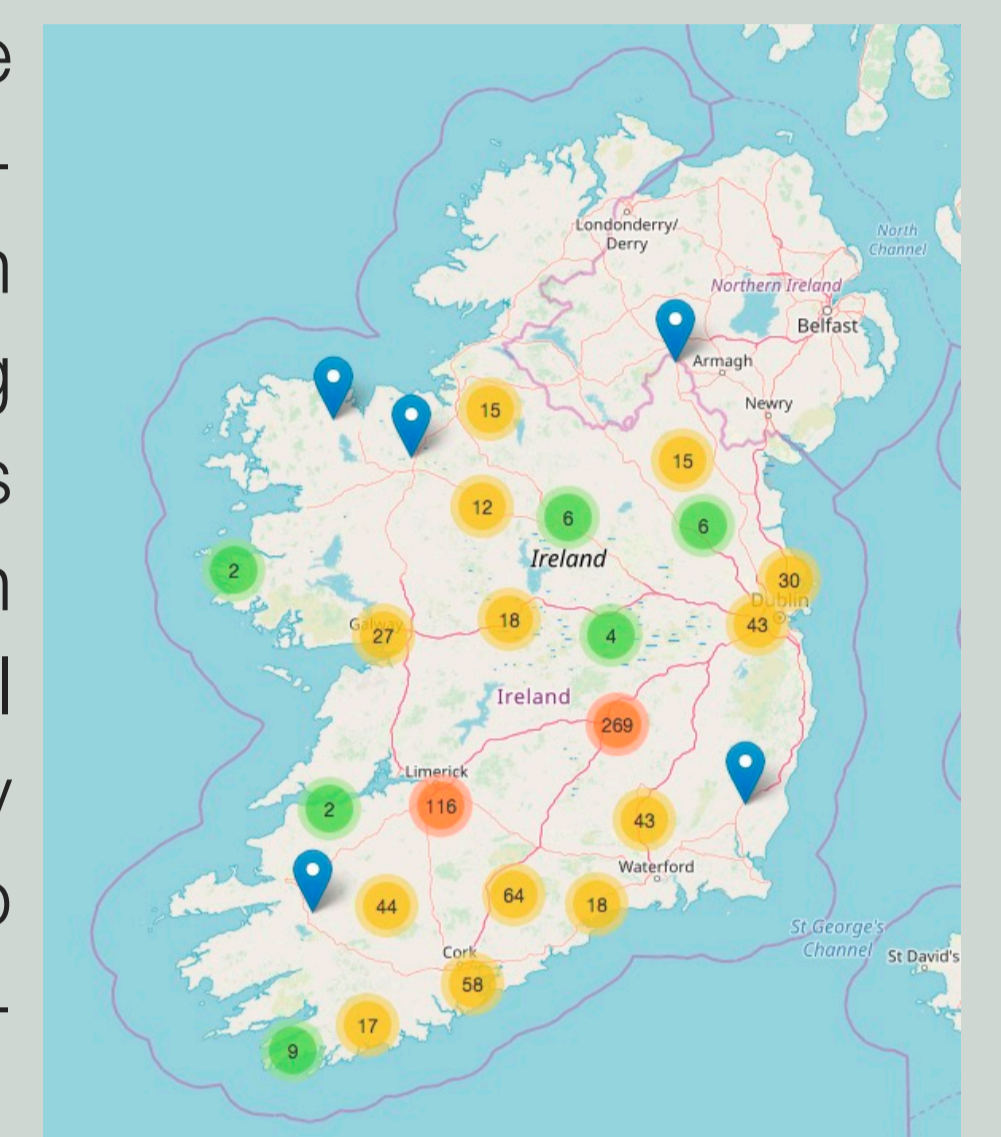 e
-
n
g
s
n
l
y
o
-
Londonderry/
Derry
North
Channel
Northern Ireland
Belfast
Armagh
Newry
15
15
12
6
6
Ireland
2
30
Dublin
Galway
27
18
4
43
Ireland
269
Limerick
2
116
43
Waterford
44
64
18
St George's
Channel
Cork
St David's
58
17
9